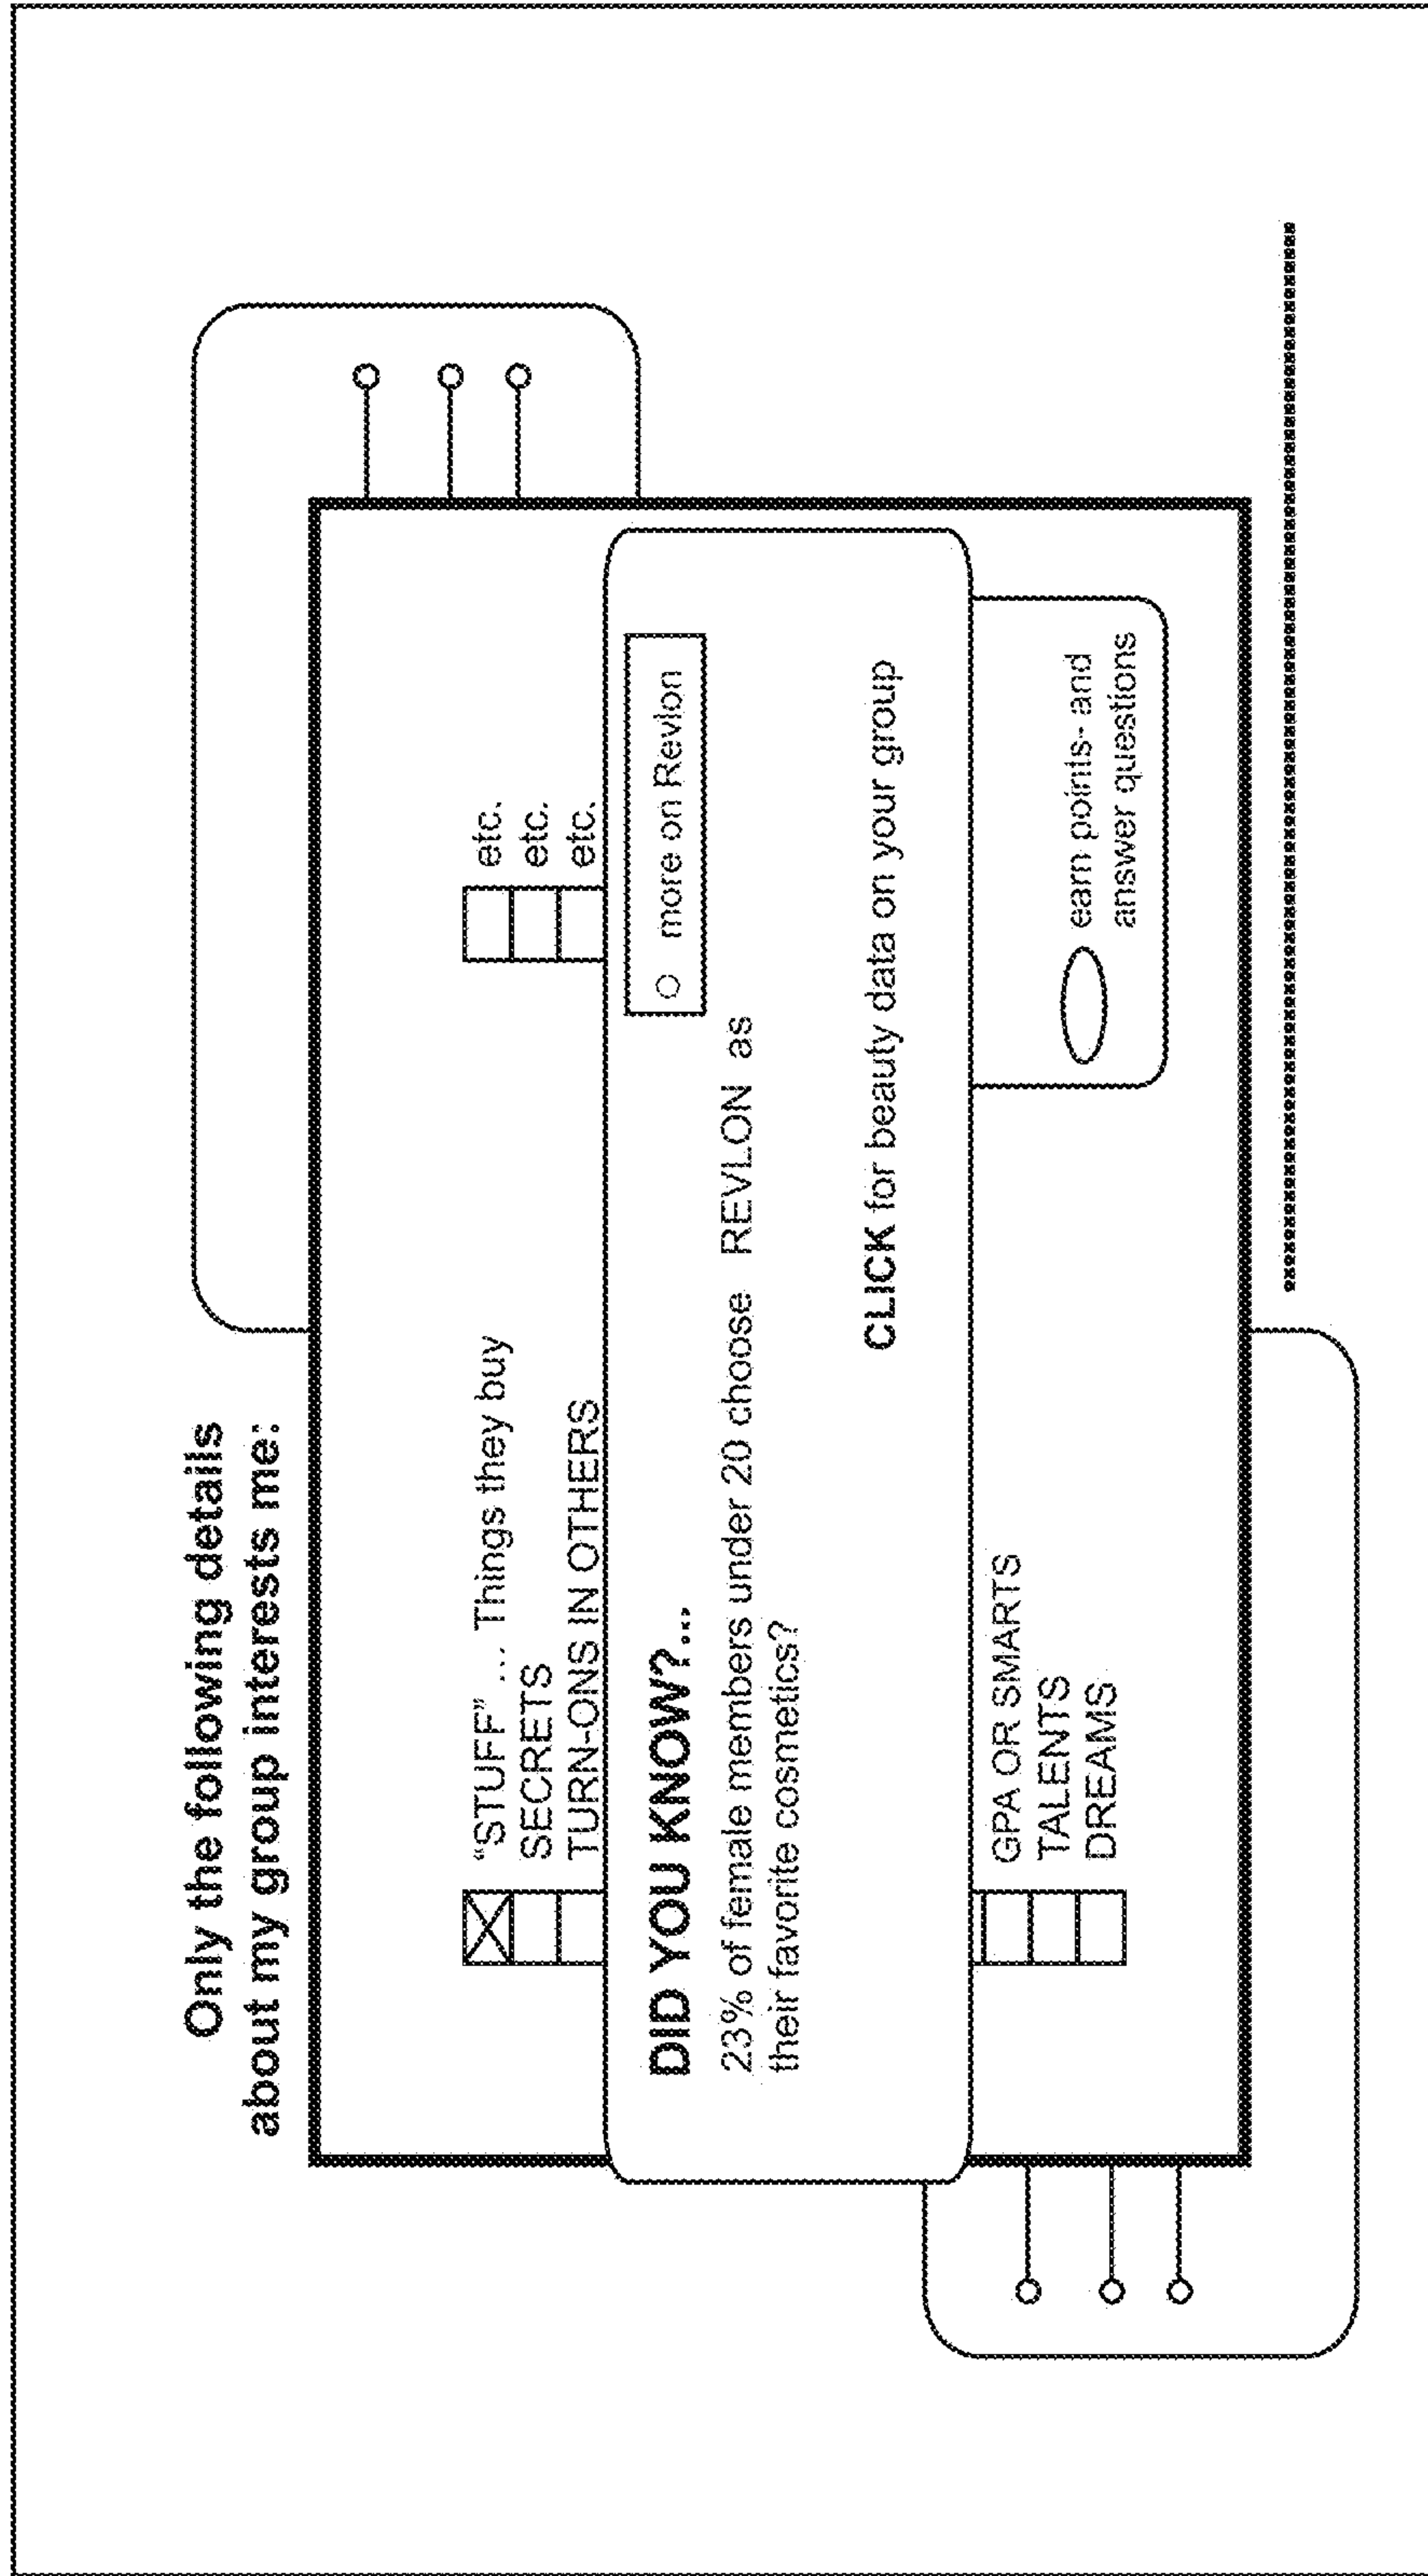 Only the following details
about my group interests me:
"STUFF" ... Things they buy
SECRETS
TURN-ONS IN OTHERS
etc.
etc.
etc.
more on Revlon
DID YOU KNOW?...
23% of female members under 20 choose REVLON as
their favorite cosmetics?
CLICK for beauty data on your group
GPA OR SMARTS
TALENTS
DREAMS
earn points- and
answer questions